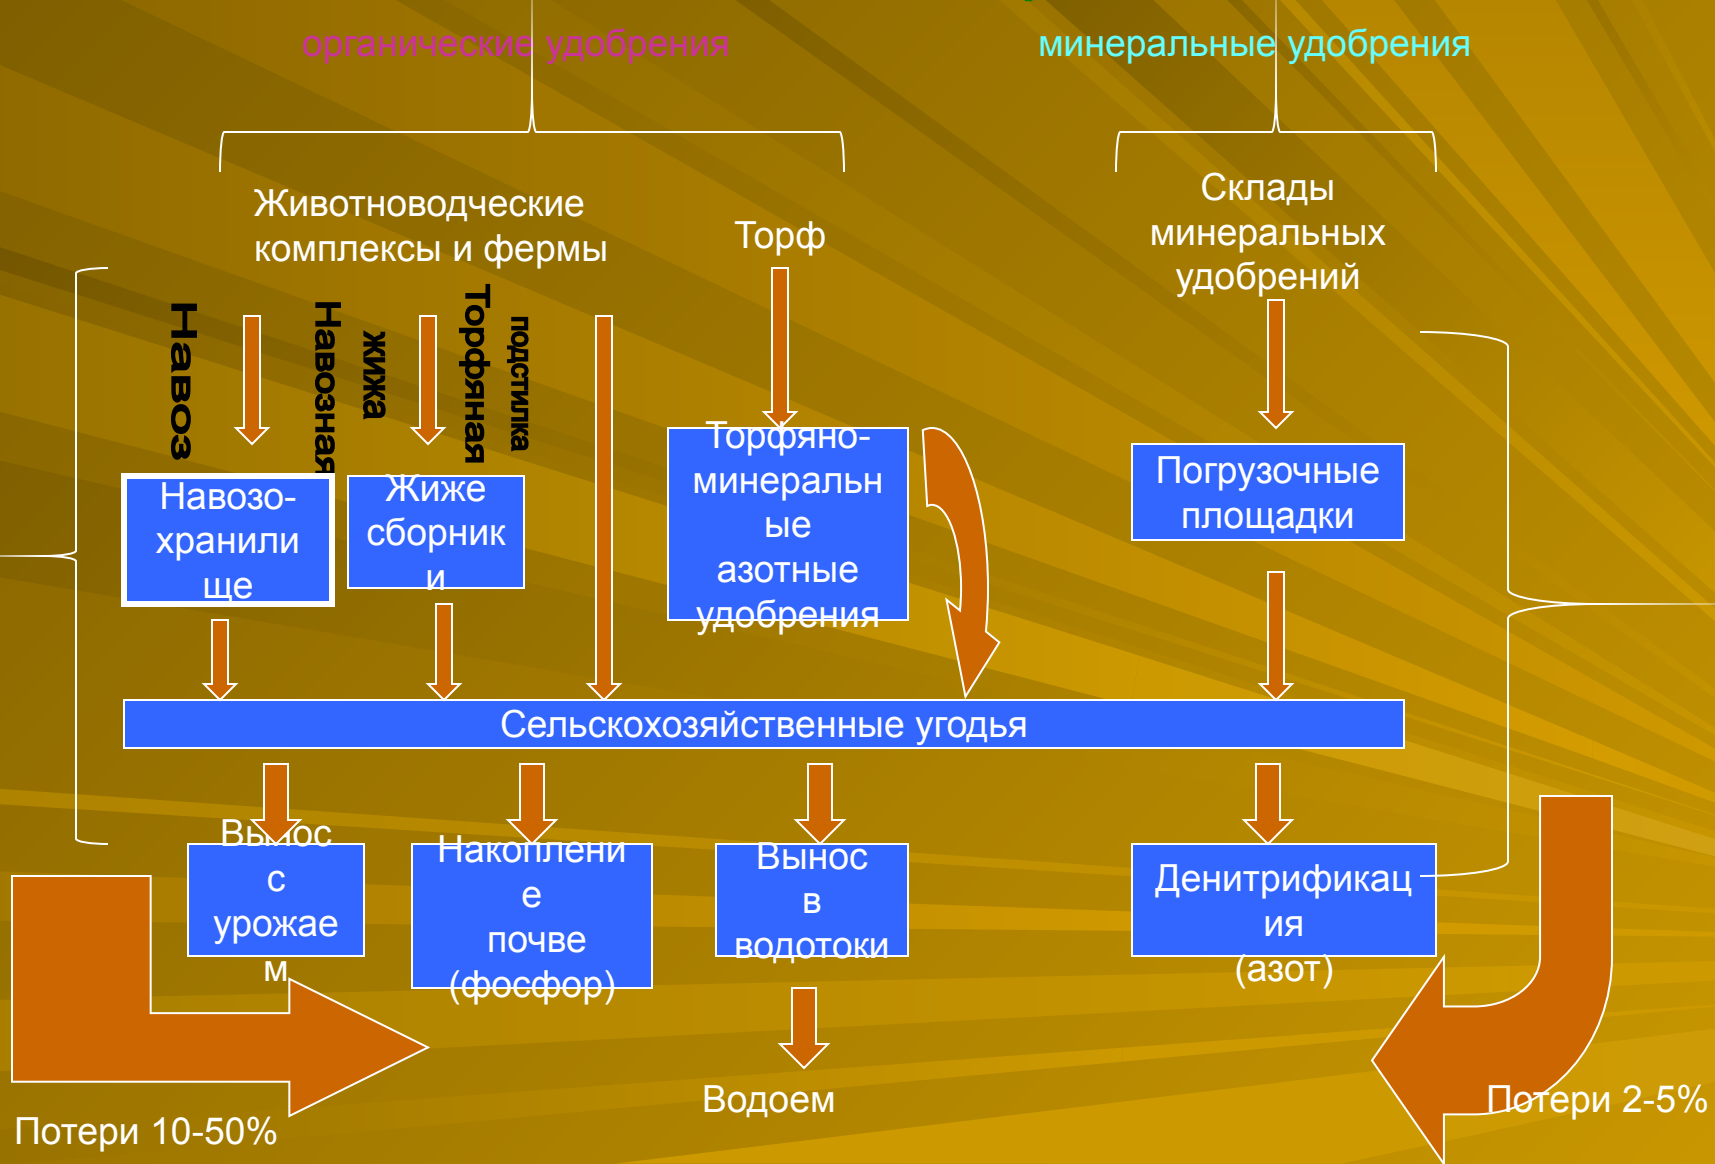 органические удобрения
минеральные удобрения
Животноводческие
комплексы и фермы
Торф
Склады
минеральных
удобрений
Навоз
Навозная
жижа
Торфяная
подстилка
Навозо-
хранили
ще
Жиже
сборник
и
Торфяно-
минеральн
ые
азотные
удобрения
Погрузочные
площадки
Сельскохозяйственные угодья
Вынос
с
урожае
м
Накоплени
е
почве
(фосфор)
Вынос
в
водотоки
Денитрификац
ия
(азот)
Водоем
Потери 10-50%
Потери 2-5%